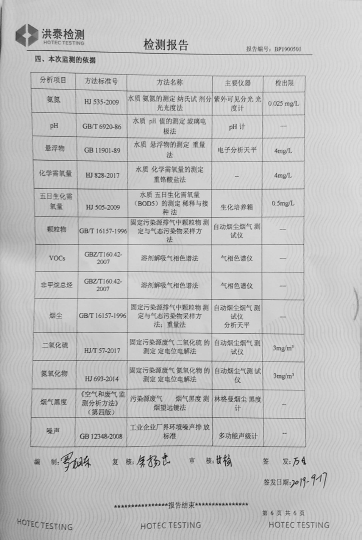 洪泰检测
HOTEC TESTING
检测报告
报告编号：BP1900501
四、本次监测的依据
分析项目 方法标准号 方法名称 主要仪器 检出限
氨氮 HJ 535-2009 水质 氨氮的测定 纳氏试 剂分光光度法 紫外可见分光 光度计 0.025 mg/L
pH GB/T 6920-86 水质 pH 值的测定 玻璃电极法 pH 计 —
悬浮物 GB 11901-89 水质 悬浮物的测定 重量法 电子分析天平 4mg/L
化学需氧量 HJ 828-2017 水质 化学需氧量的测定 重铬酸盐法 – 4mg/L
五日生化需氧量 HJ 505-2009 水质 五日生化需氧量（BOD5）的测定 稀释与接种 法 生化培养箱 0.5mg/L
颗粒物 GB/T 16157-1996 固定污染源排气中颗粒物 测定与气态污染物采样方法 自动烟尘烟气 测试仪 —
VOCs GBZ/T160.42-2007 溶剂解吸气相色谱法 气相色谱仪 —
非甲烷总烃 GBZ/T160.42-2007 溶剂解吸气相色谱法 气相色谱仪 —
烟尘 GB/T 16157-1996 固定污染源排气中颗粒物 测定与气态污染物采样方法；重量法 自动烟尘烟气 测试仪 分析天平 —
二氧化硫 HJ/T 57-2017 固定污染源废气 二氧化硫 的测定 定电位电解法 自动烟尘烟气 测试仪 3mg/m³
氮氧化物 HJ 693-2014 固定污染源废气 氮氧化物 的测定 定电位电解法 自动烟尘气 测试仪 3mg/m³
烟气黑度 《空气和废气 监测分析方法》（第四版） 污染源废气 烟气黑度 测烟望远镜法 林格曼烟尘 黑度计 –
噪声 GB 12348-2008 工业企业厂界环境噪声排 放标准 多功能声级计 –
编 制： 复 核： 审 核： 签 发：
签发日期：2019-9-17
****************报告结束****************
第 6 页 共 6 页
HOTEC TESTING HOTEC TESTING HOTEC TESTING